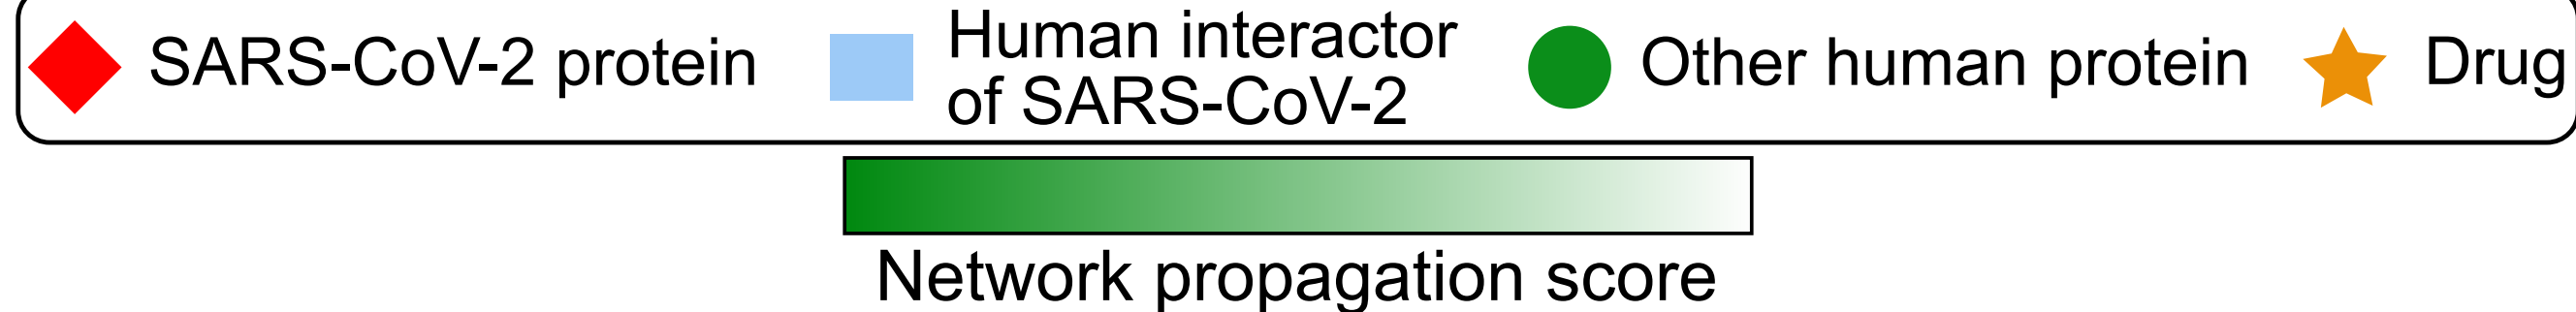 SARS-CoV-2 protein
Human interactor
of SARS-CoV-2
Other human protein
Drug
Network propagation score